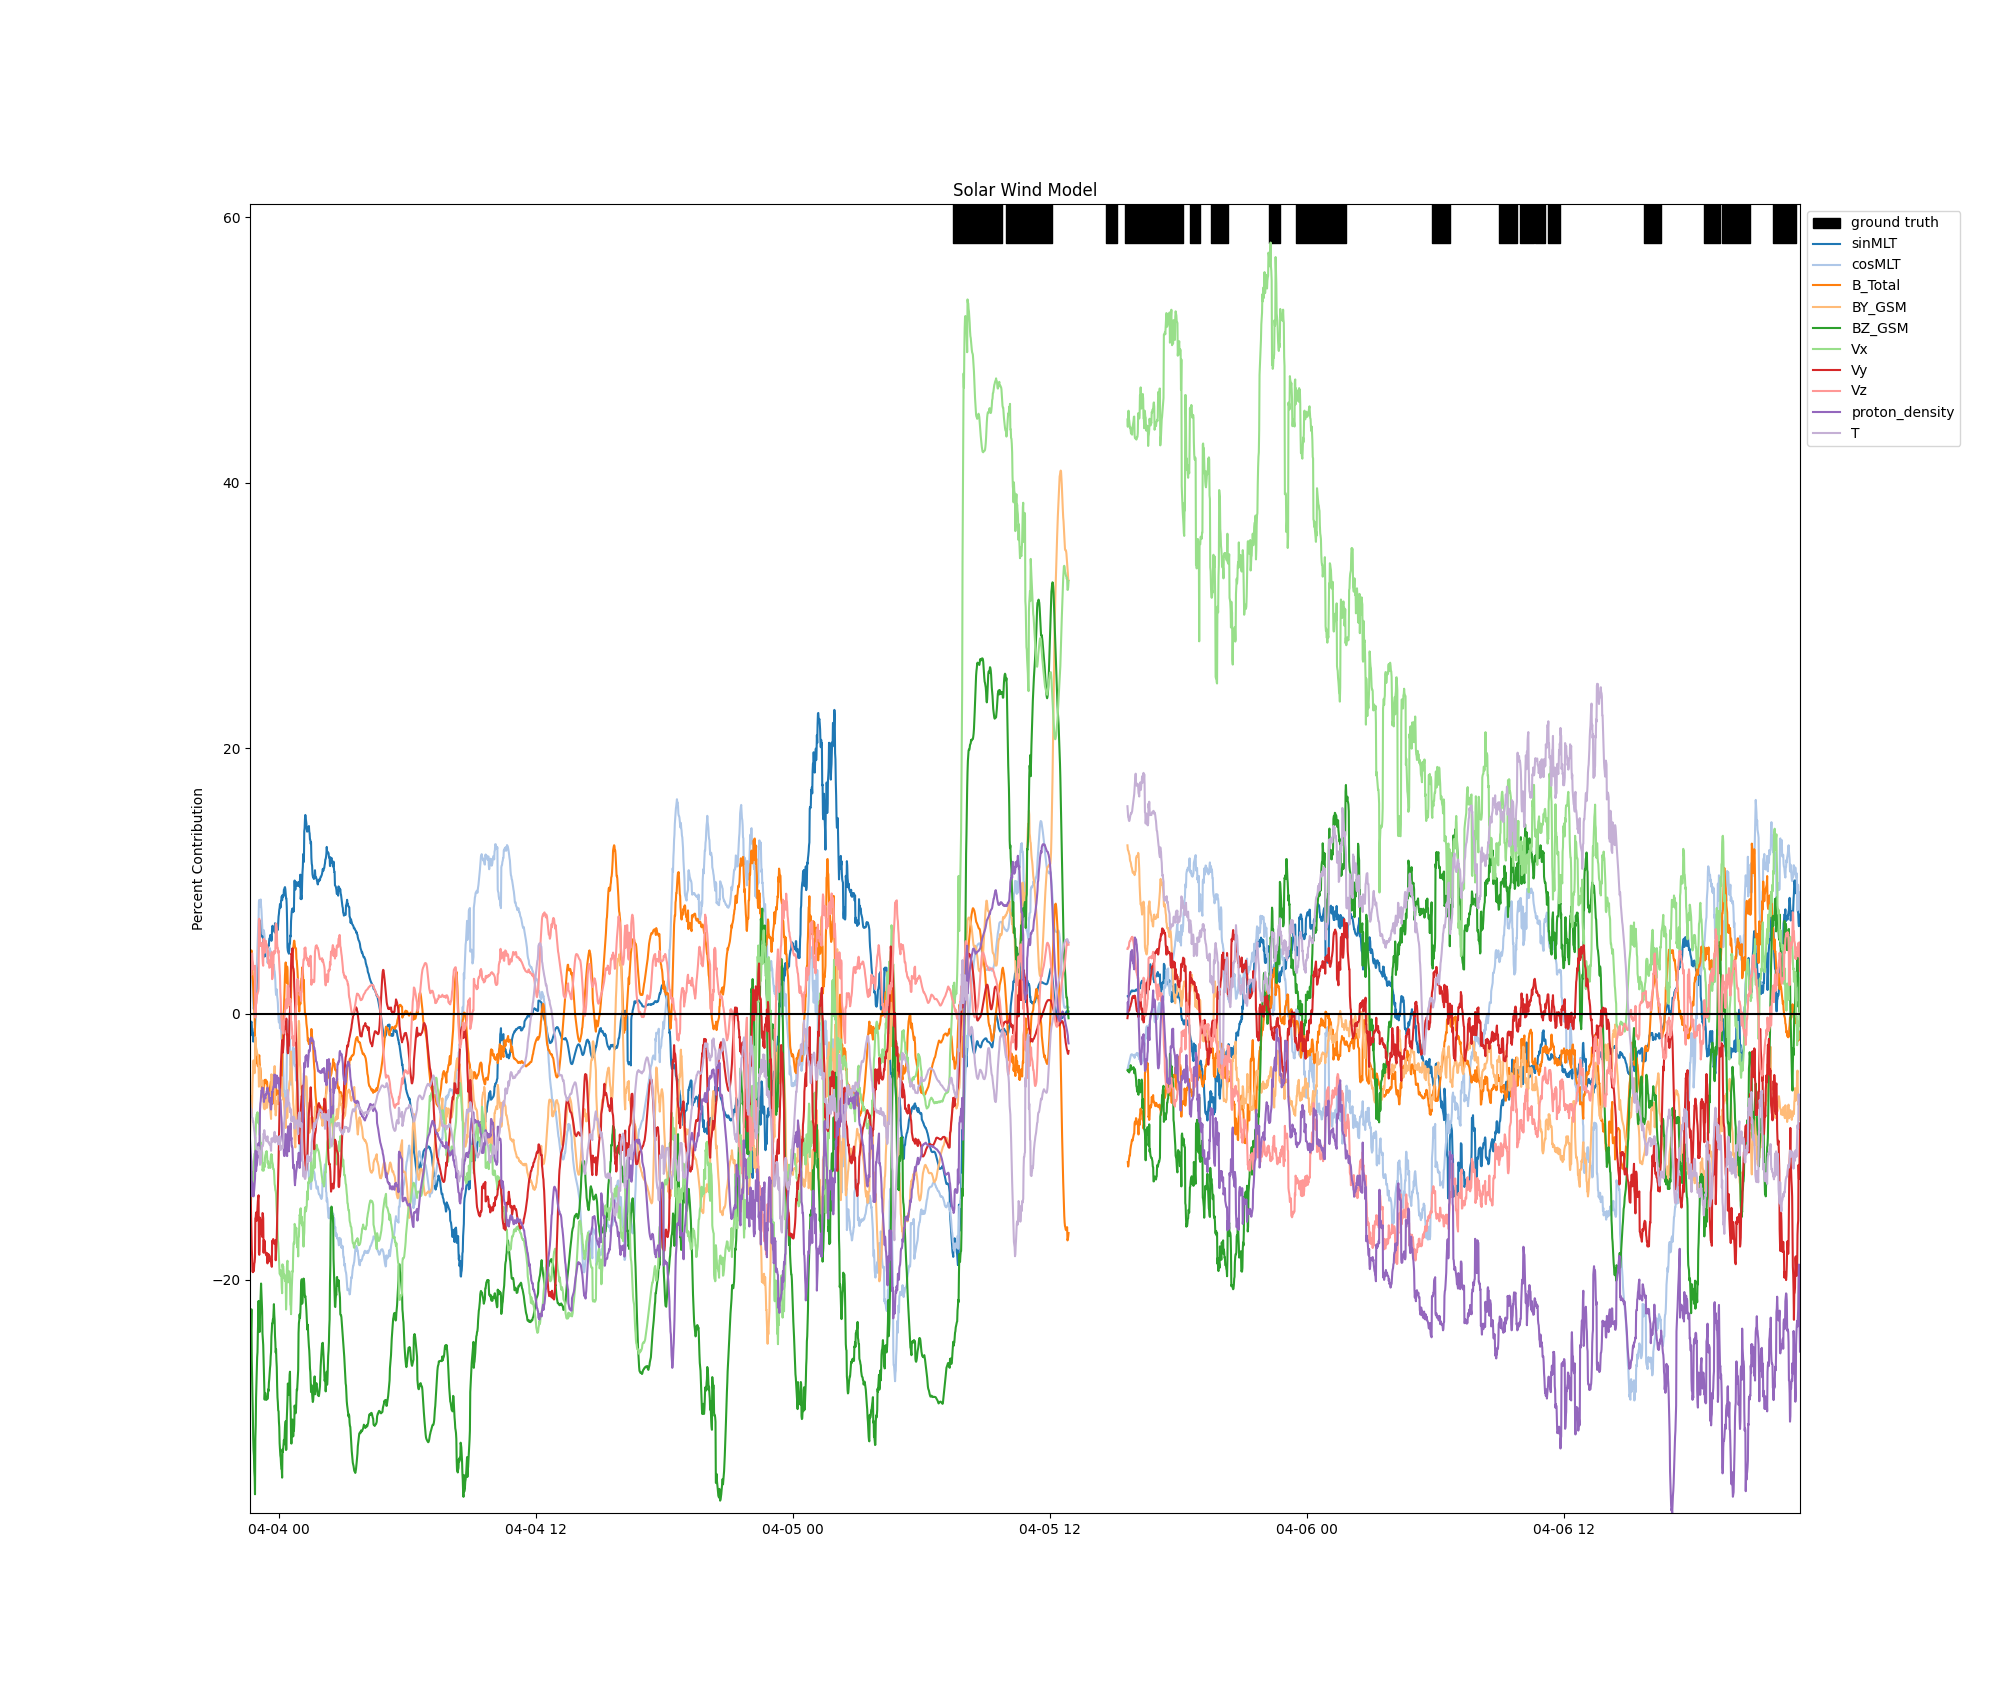 Solar Wind Model
60
40
20
0
−20
Percent Contribution
04-04 00
04-04 12
04-05 00
04-05 12
04-06 00
04-06 12
ground truth
sinMLT
cosMLT
B_Total
BY_GSM
BZ_GSM
Vx
Vy
Vz
proton_density
T